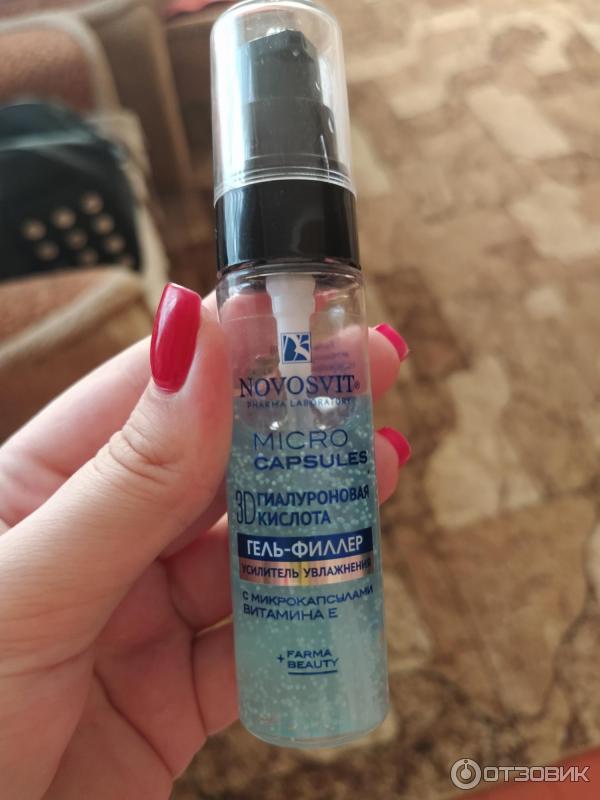 NOVOSVIT®
PHARMA LABORATORY
MICRO
CAPSULES
3D ГИАЛУРОНОВАЯ
КИСЛОТА
ГЕЛЬ-ФИЛЛЕР
УСИЛИТЕЛЬ УВЛАЖНЕНИЯ
С МИКРОКАПСУЛАМИ
ВИТАМИНА Е
+ FARMA
BEAUTY
ОТЗОВИК